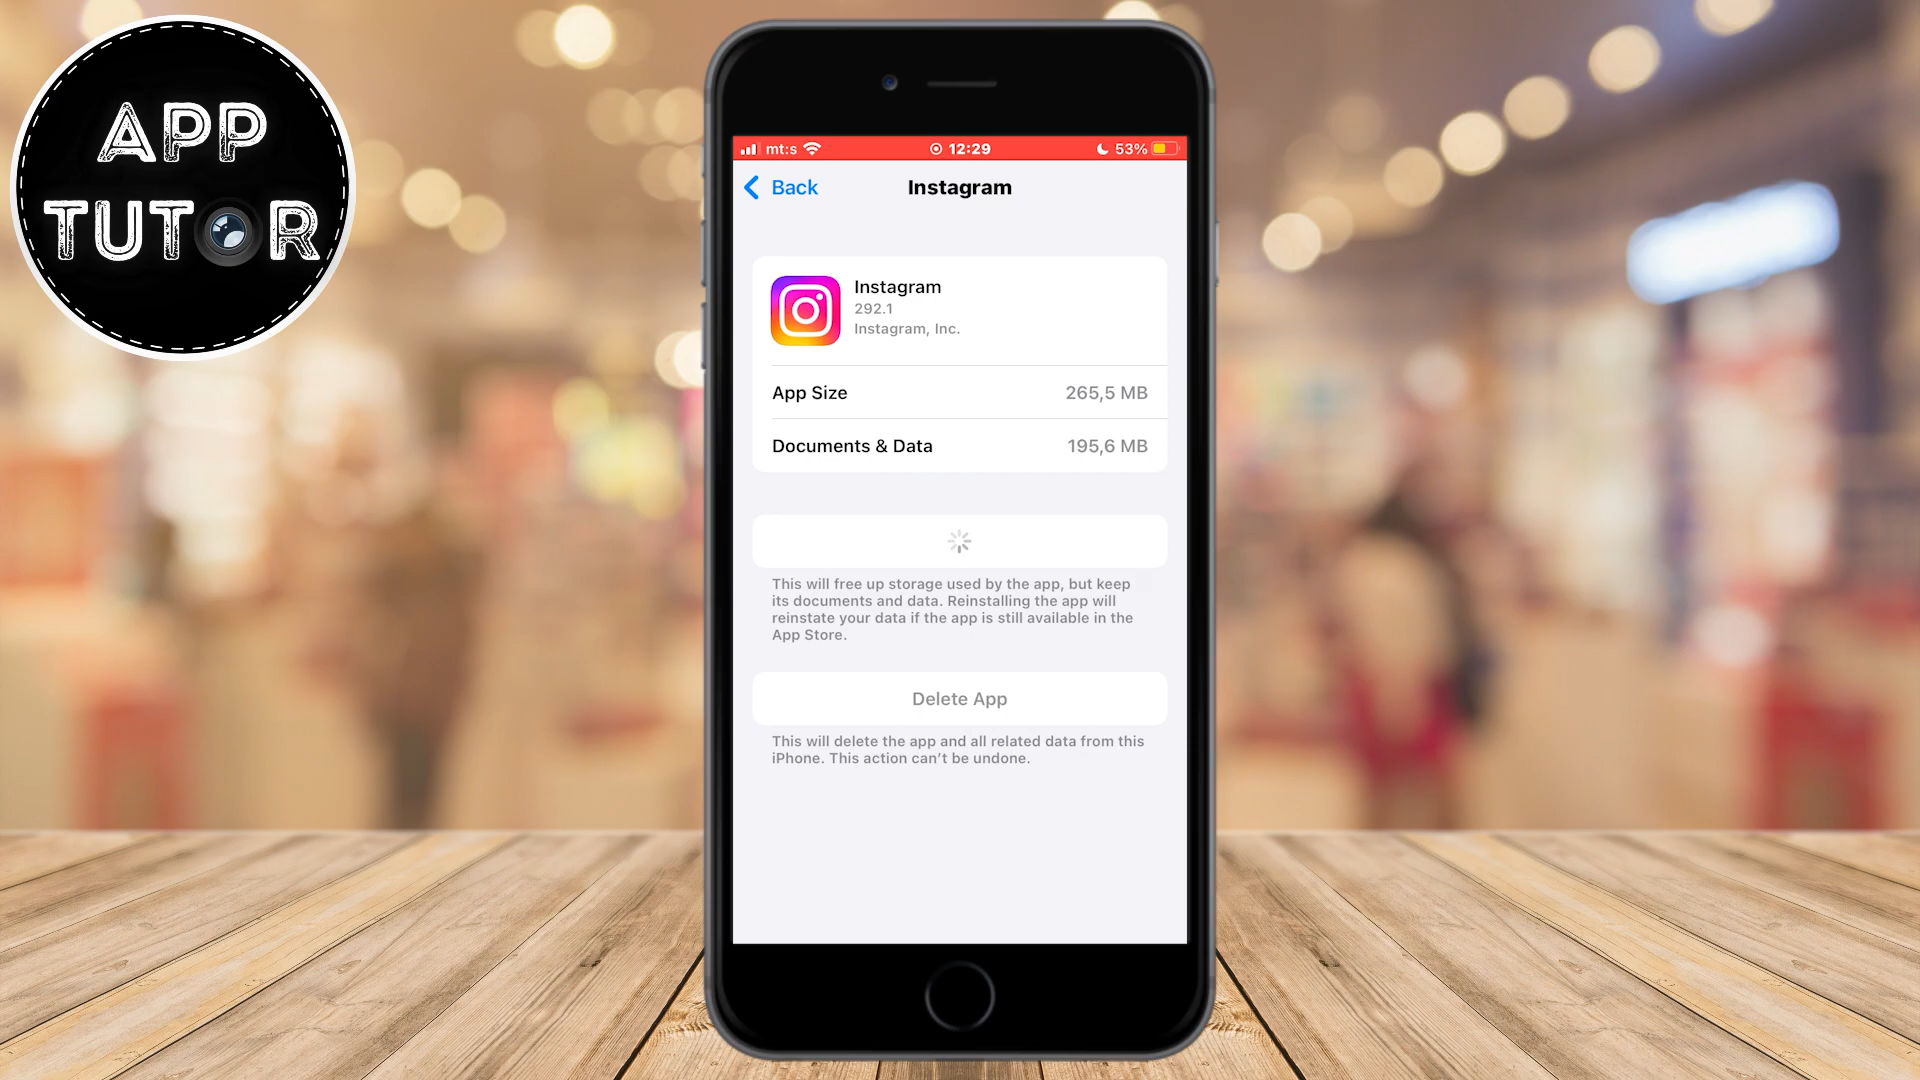 APP
TUTOR
mt:s 12:29 53%
Back Instagram
Instagram
292.1
Instagram, Inc.
App Size 265,5 MB
Documents & Data 195,6 MB
This will free up storage used by the app, but keep
its documents and data. Reinstalling the app will
reinstate your data if the app is still available in the
App Store.
Delete App
This will delete the app and all related data from this
iPhone. This action can’t be undone.